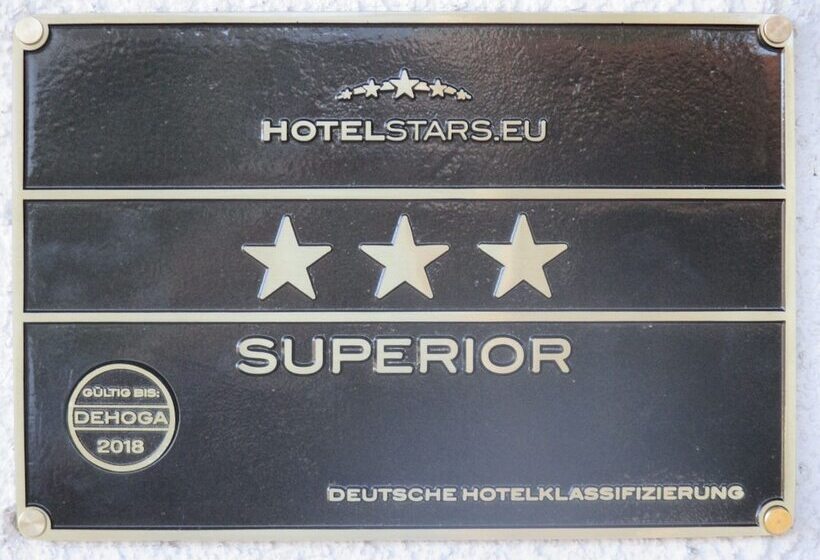 HOTELSTARS.EU
SUPERIOR
GÜLTIG BIS:
DEHOGA
2018
DEUTSCHE HOTELKLASSIFIZIERUNG